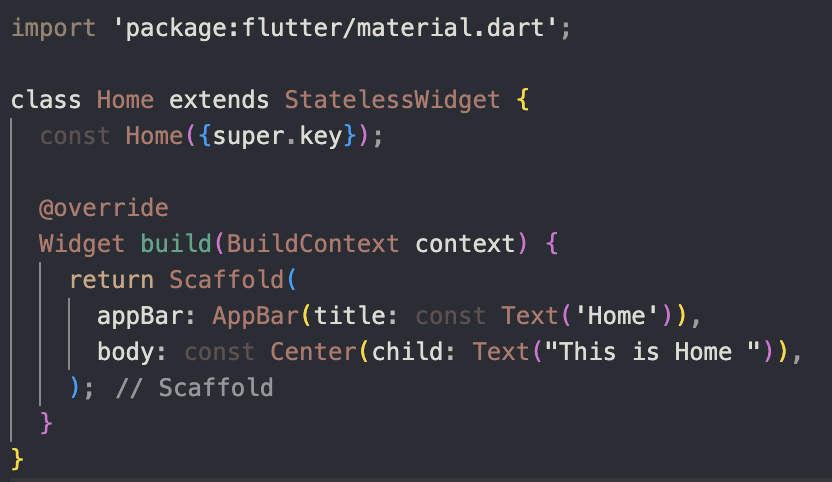 import 'package:flutter/material.dart';
class Home extends StatelessWidget {
const Home({super.key});
@override
Widget build(BuildContext context) {
return Scaffold(
appBar: AppBar(title: const Text('Home')),
body: const Center(child: Text("This is Home ")),
); // Scaffold
}
}